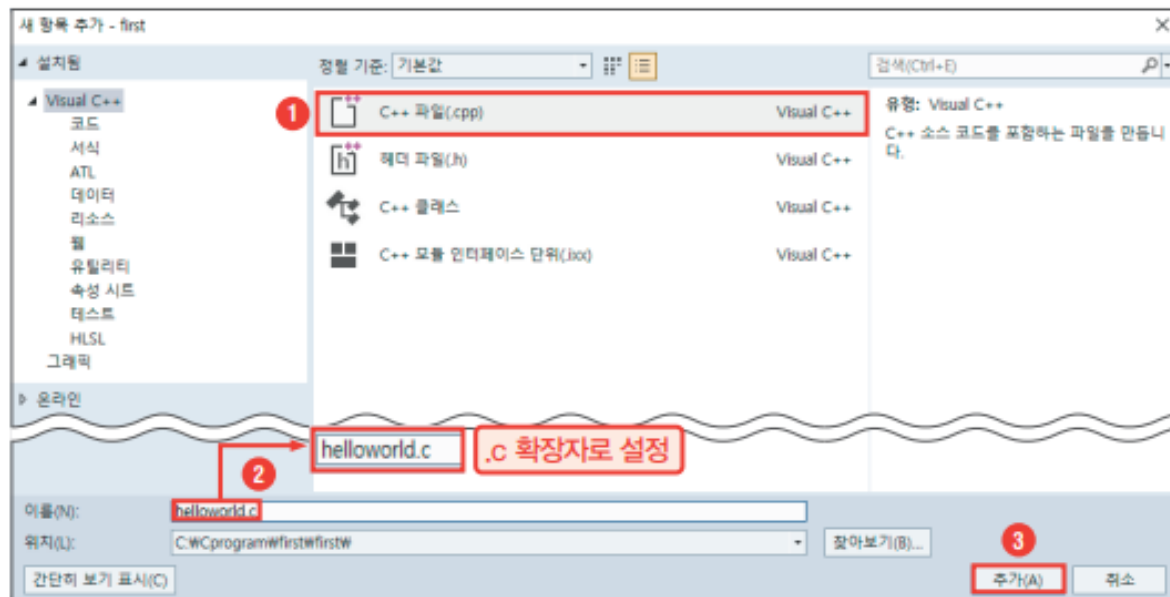 새 항목 추가 - first
설치됨
정렬 기준: 기본값
검색(Ctrl+E)
Visual C++
코드
서식
ATL
데이터
리소스
웹
유틸리티
속성 시트
테스트
HLSL
그래픽
온라인
1
C++ 파일(.cpp) Visual C++
헤더 파일(.h) Visual C++
C++ 클래스 Visual C++
C++ 모듈 인터페이스 단위(.ixx) Visual C++
유형: Visual C++
C++ 소스 코드를 포함하는 파일을 만듭니
다.
helloworld.c
.c 확장자로 설정
2
이름(N): helloworld.c
위치(L): C:₩Cprogram₩first₩first₩
찾아보기(B)...
3
간단히 보기 표시(C)
추가(A)
취소